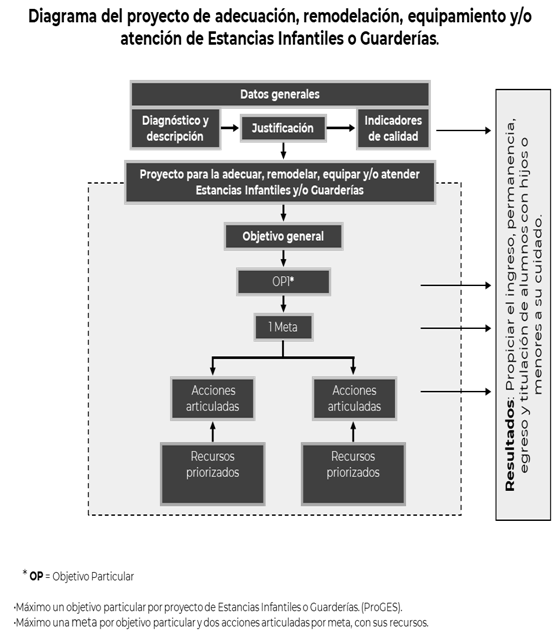 Diagrama del proyecto de adecuación, remodelación, equipamiento y/o
atención de Estancias Infantiles o Guarderías.
Datos generales
Diagnóstico y
descripción
Justificación
Indicadores
de calidad
Proyecto para la adecuar, remodelar, equipar y/o atender
Estancias Infantiles y/o Guarderías
Objetivo general
OP1*
1 Meta
Acciones
articuladas
Acciones
articuladas
Recursos
priorizados
Recursos
priorizados
Resultados: Propiciar el ingreso, permanencia,
egreso y titulación de alumnos con hijos o
menores a su cuidado.
* OP = Objetivo Particular
•Máximo un objetivo particular por proyecto de Estancias Infantiles o Guarderías. (ProGES).
•Máximo una meta por objetivo particular y dos acciones articuladas por meta, con sus recursos.